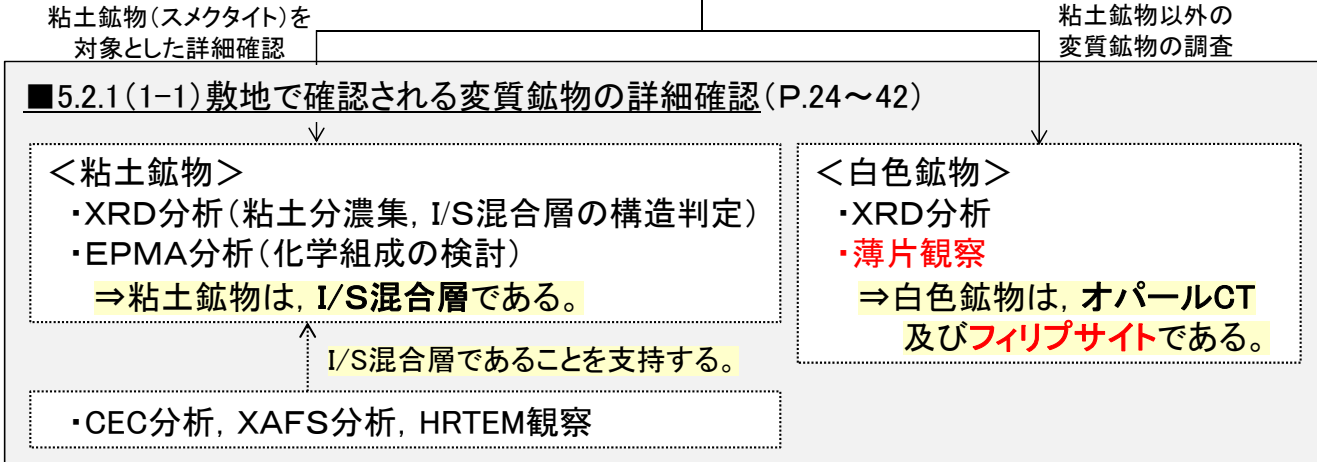 粘土鉱物(スメクタイト)を
対象とした詳細確認
粘土鉱物以外の
変質鉱物の調査
■5.2.1(1-1)敷地で確認される変質鉱物の詳細確認(P.24~42)
<粘土鉱物>
・XRD分析(粘土分濃集,I/S混合層の構造判定)
・EPMA分析(化学組成の検討)
⇒粘土鉱物は,I/S混合層である。
I/S混合層であることを支持する。
・CEC分析,XAFS分析,HRTEM観察
<白色鉱物>
・XRD分析
・薄片観察
⇒白色鉱物は,オパールCT
及びフィリプサイトである。